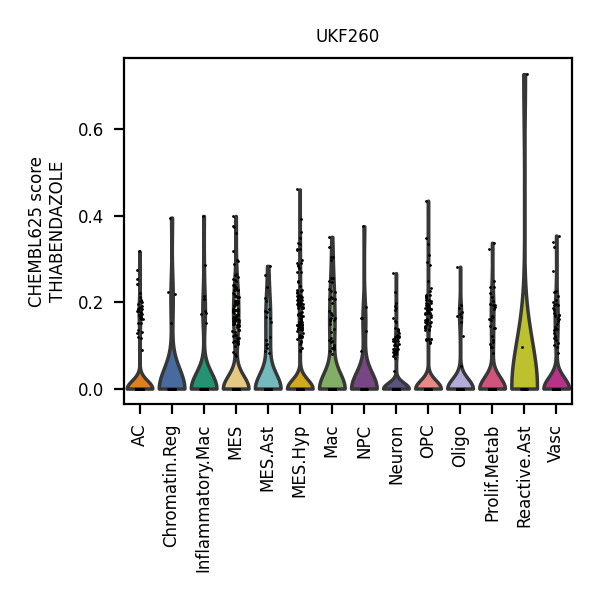 UKF260
CHEMBL625 score
THIABENDAZOLE
0.6
0.4
0.2
0.0
AC
Chromatin.Reg
Inflammatory.Mac
MES
MES.Ast
MES.Hyp
Mac
NPC
Neuron
OPC
Oligo
Prolif.Metab
Reactive.Ast
Vasc